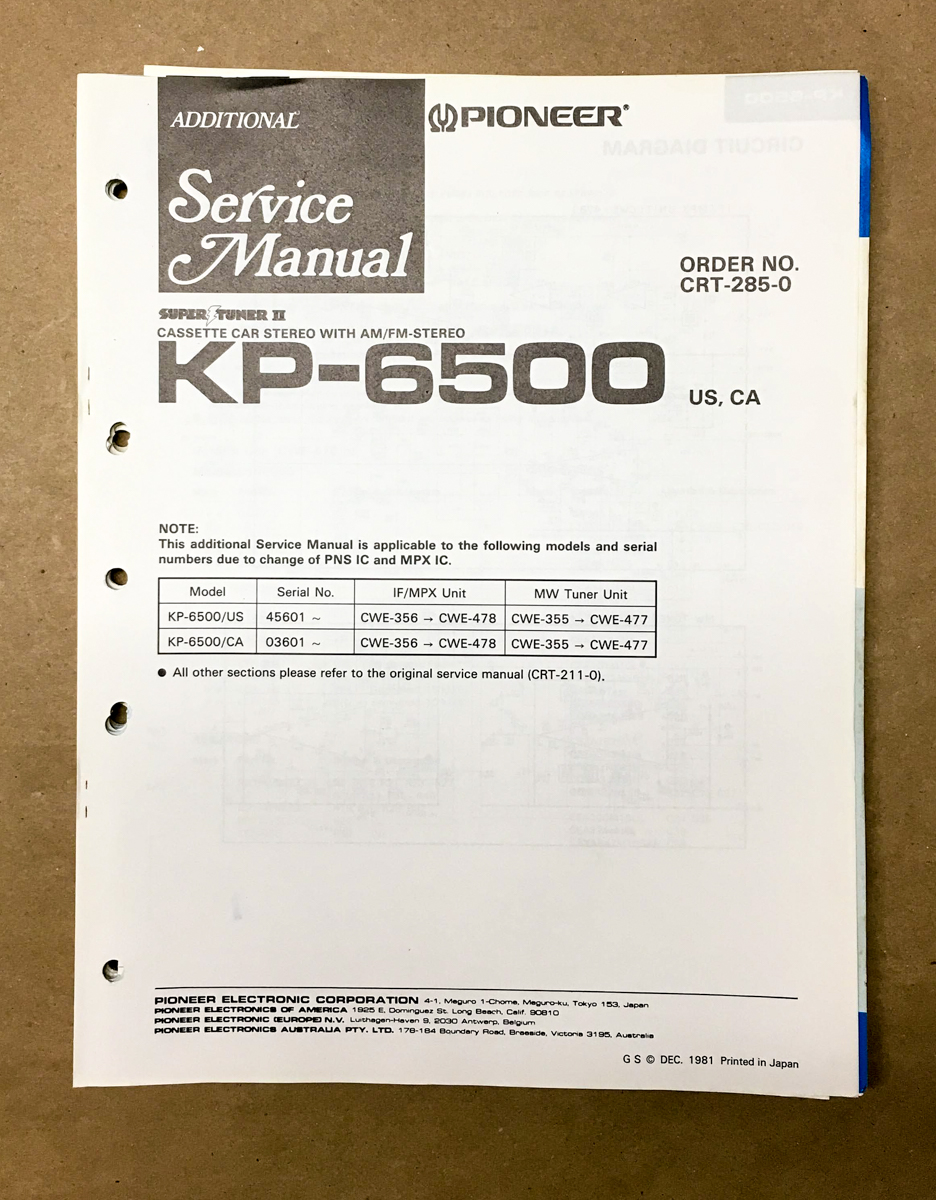 ADDITIONAL
Service
Manual
PIONEER®
ORDER NO.
CRT-285-0
SUPER TUNER II
CASSETTE CAR STEREO WITH AM/FM-STEREO
KP-6500
US, CA
NOTE:
This additional Service Manual is applicable to the following models and serial
numbers due to change of PNS IC and MPX IC.
Model Serial No. IF/MPX Unit MW Tuner Unit
KP-6500/US 45601 ~ CWE-356 → CWE-478 CWE-355 → CWE-477
KP-6500/CA 03601 ~ CWE-356 → CWE-478 CWE-355 → CWE-477
● All other sections please refer to the original service manual (CRT-211-0).
PIONEER ELECTRONIC CORPORATION 4-1, Meguro 1-Chome, Meguro-ku, Tokyo 153, Japan
PIONEER ELECTRONICS OF AMERICA 1925 E. Dominguez St. Long Beach, Calif. 90810
PIONEER ELECTRONIC (EUROPE) N.V. Luithagen-Haven 9, 2030 Antwerp, Belgium
PIONEER ELECTRONICS AUSTRALIA PTY. LTD. 178-184 Boundary Road, Braeside, Victoria 3195, Australia
G S © DEC. 1981 Printed in Japan
KP-6500
CIRCUIT DIAGRAM